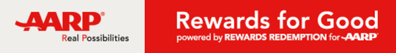 AARP®
Real Possibilities
Rewards for Good
powered by REWARDS REDEMPTION for AARP